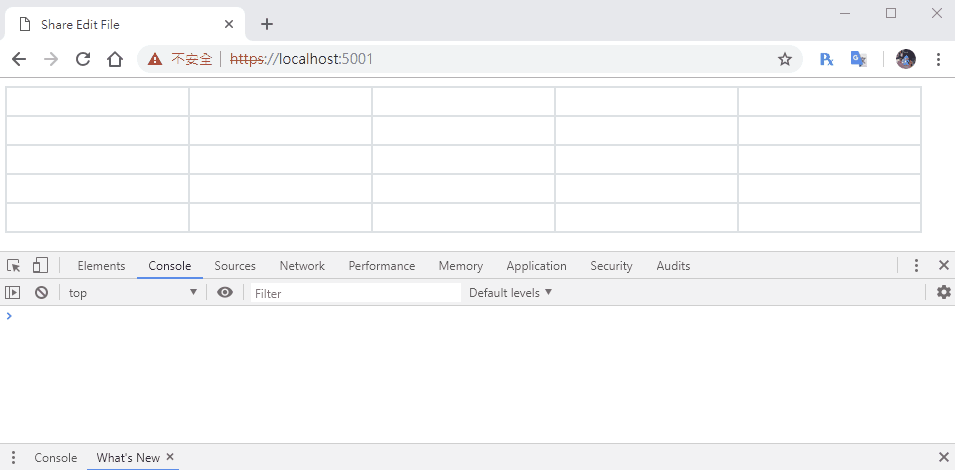 Share Edit File
不安全 https://localhost:5001
Elements Console Sources Network Performance Memory Application Security Audits
top Filter Default levels
Console What's New